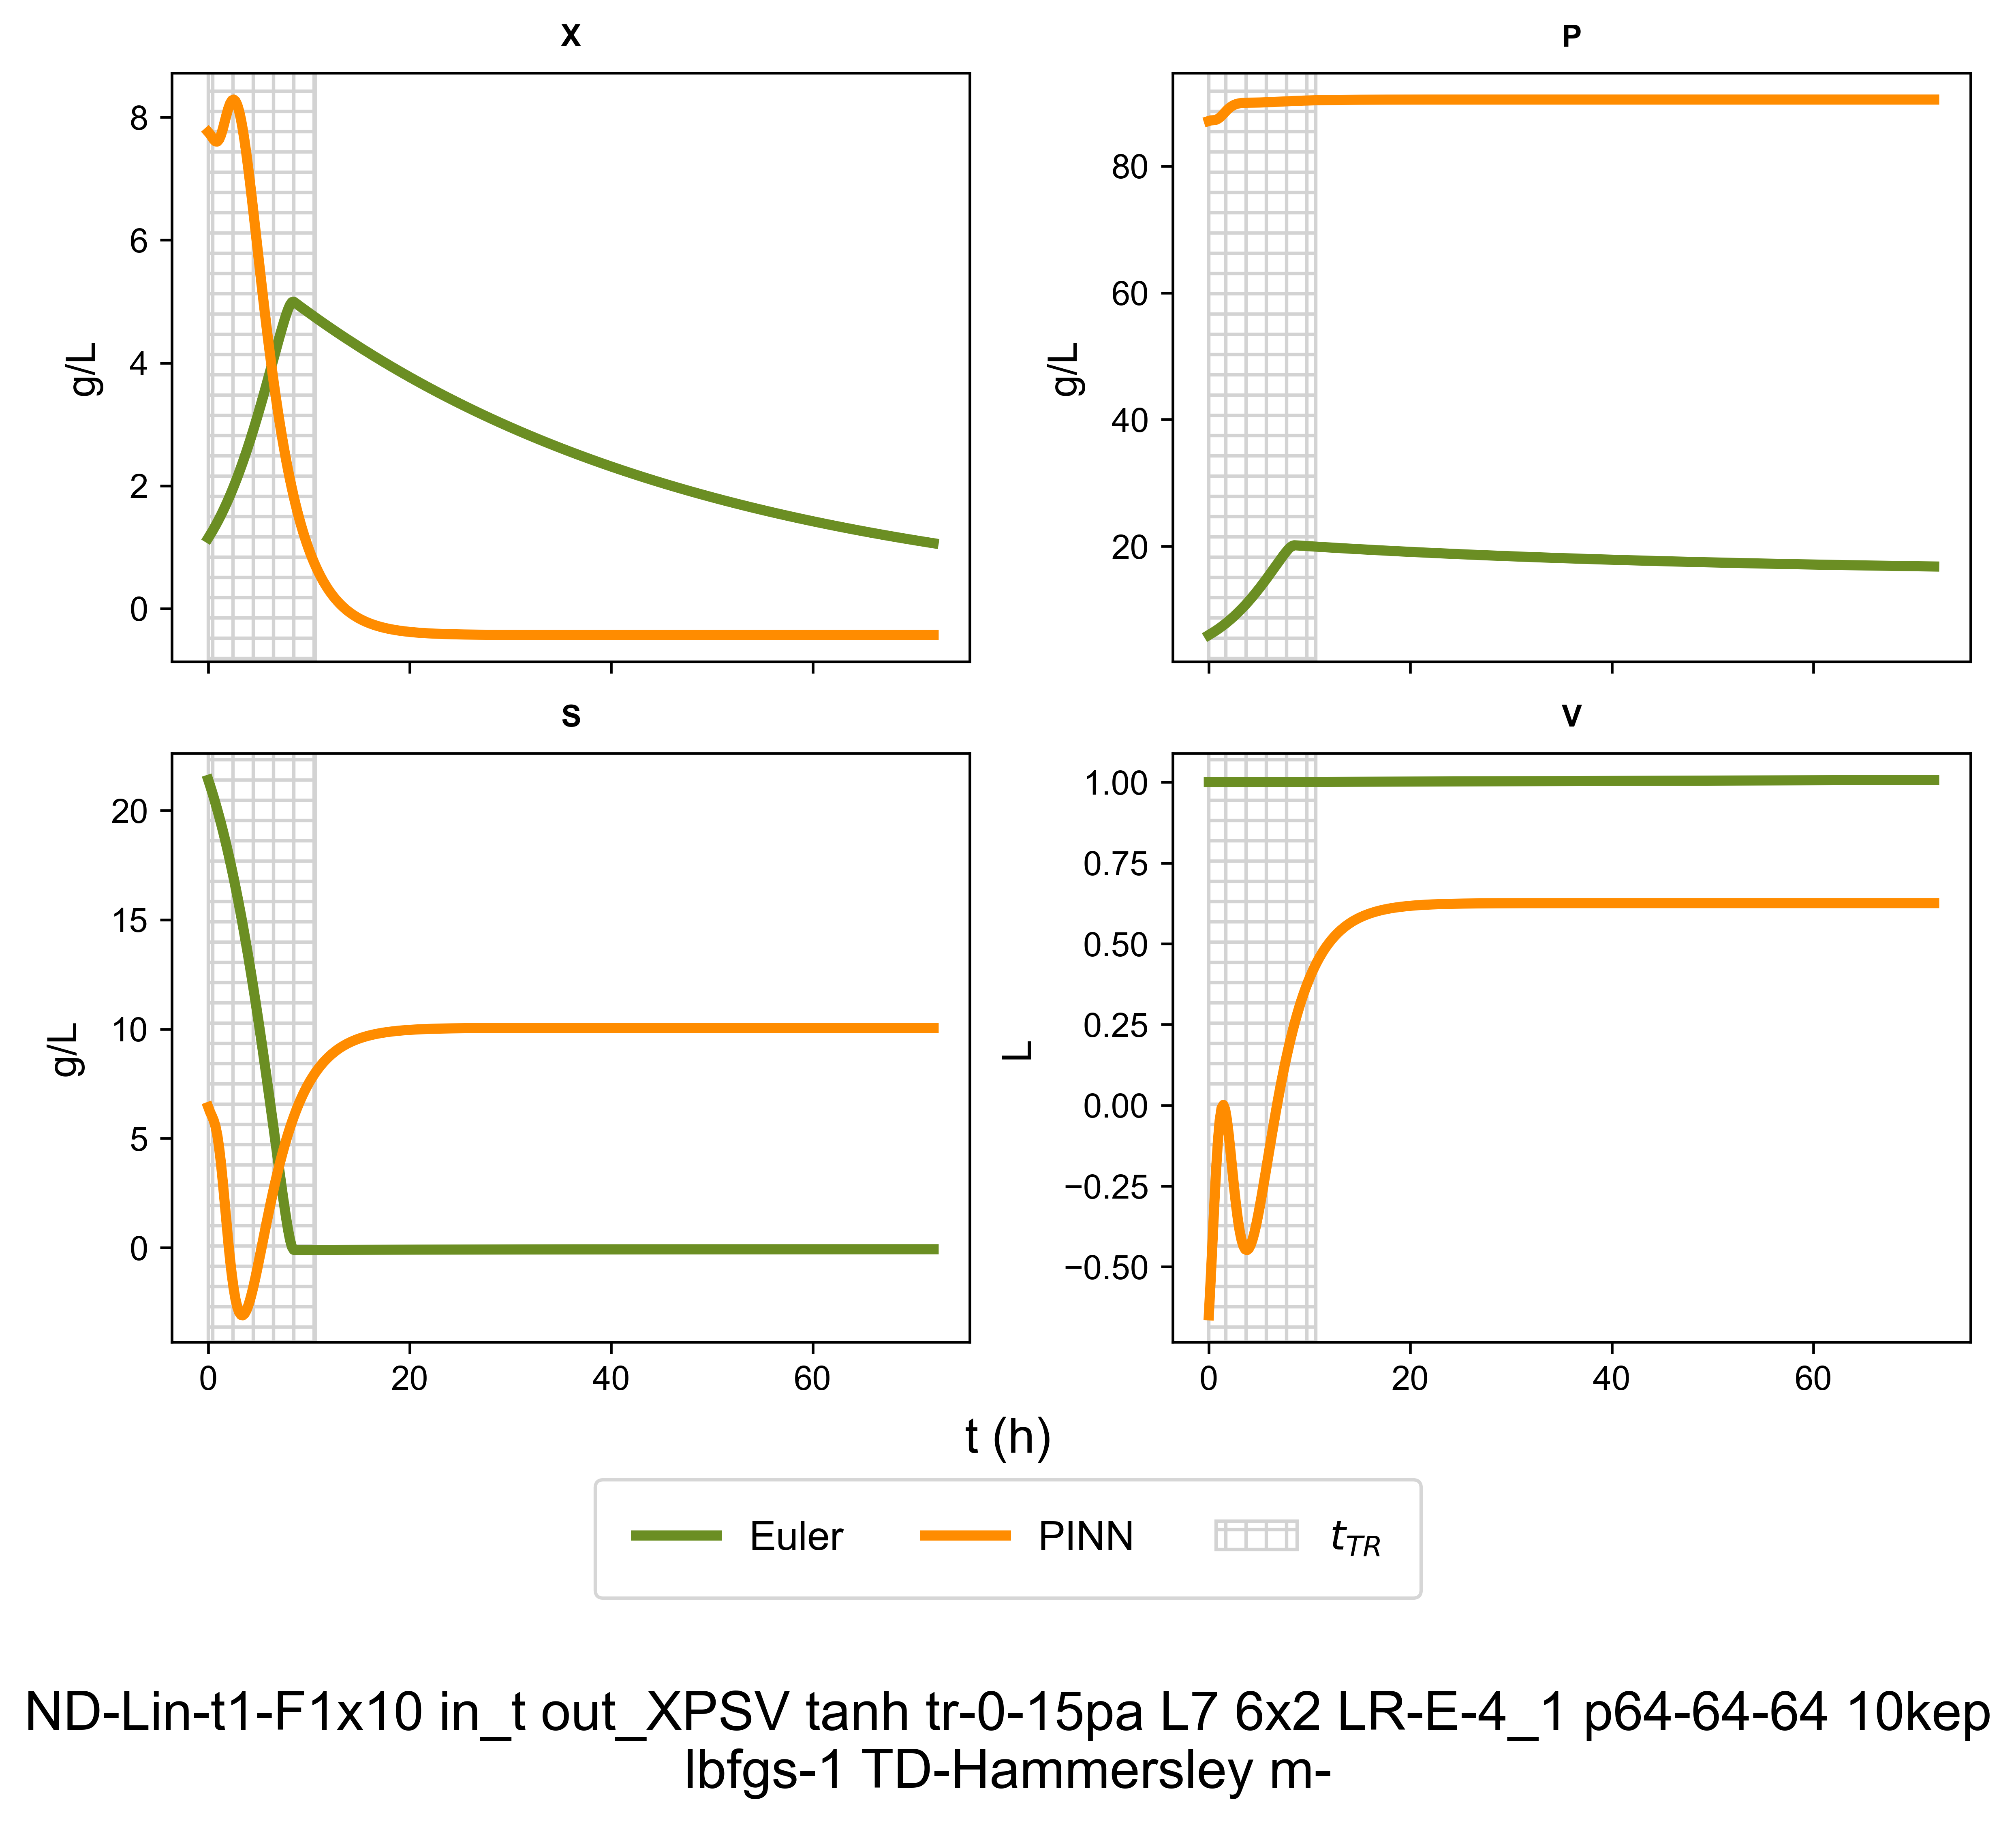 X
P
8
6
4
2
0
g/L
80
60
40
20
g/L
S
V
20
15
10
5
0
g/L
0
20
40
60
1.00
0.75
0.50
0.25
0.00
−0.25
−0.50
L
0
20
40
60
t (h)
Euler
PINN
t_TR
ND-Lin-t1-F1x10 in_t out_XPSV tanh tr-0-15pa L7 6x2 LR-E-4_1 p64-64-64 10kep
lbfgs-1 TD-Hammersley m-